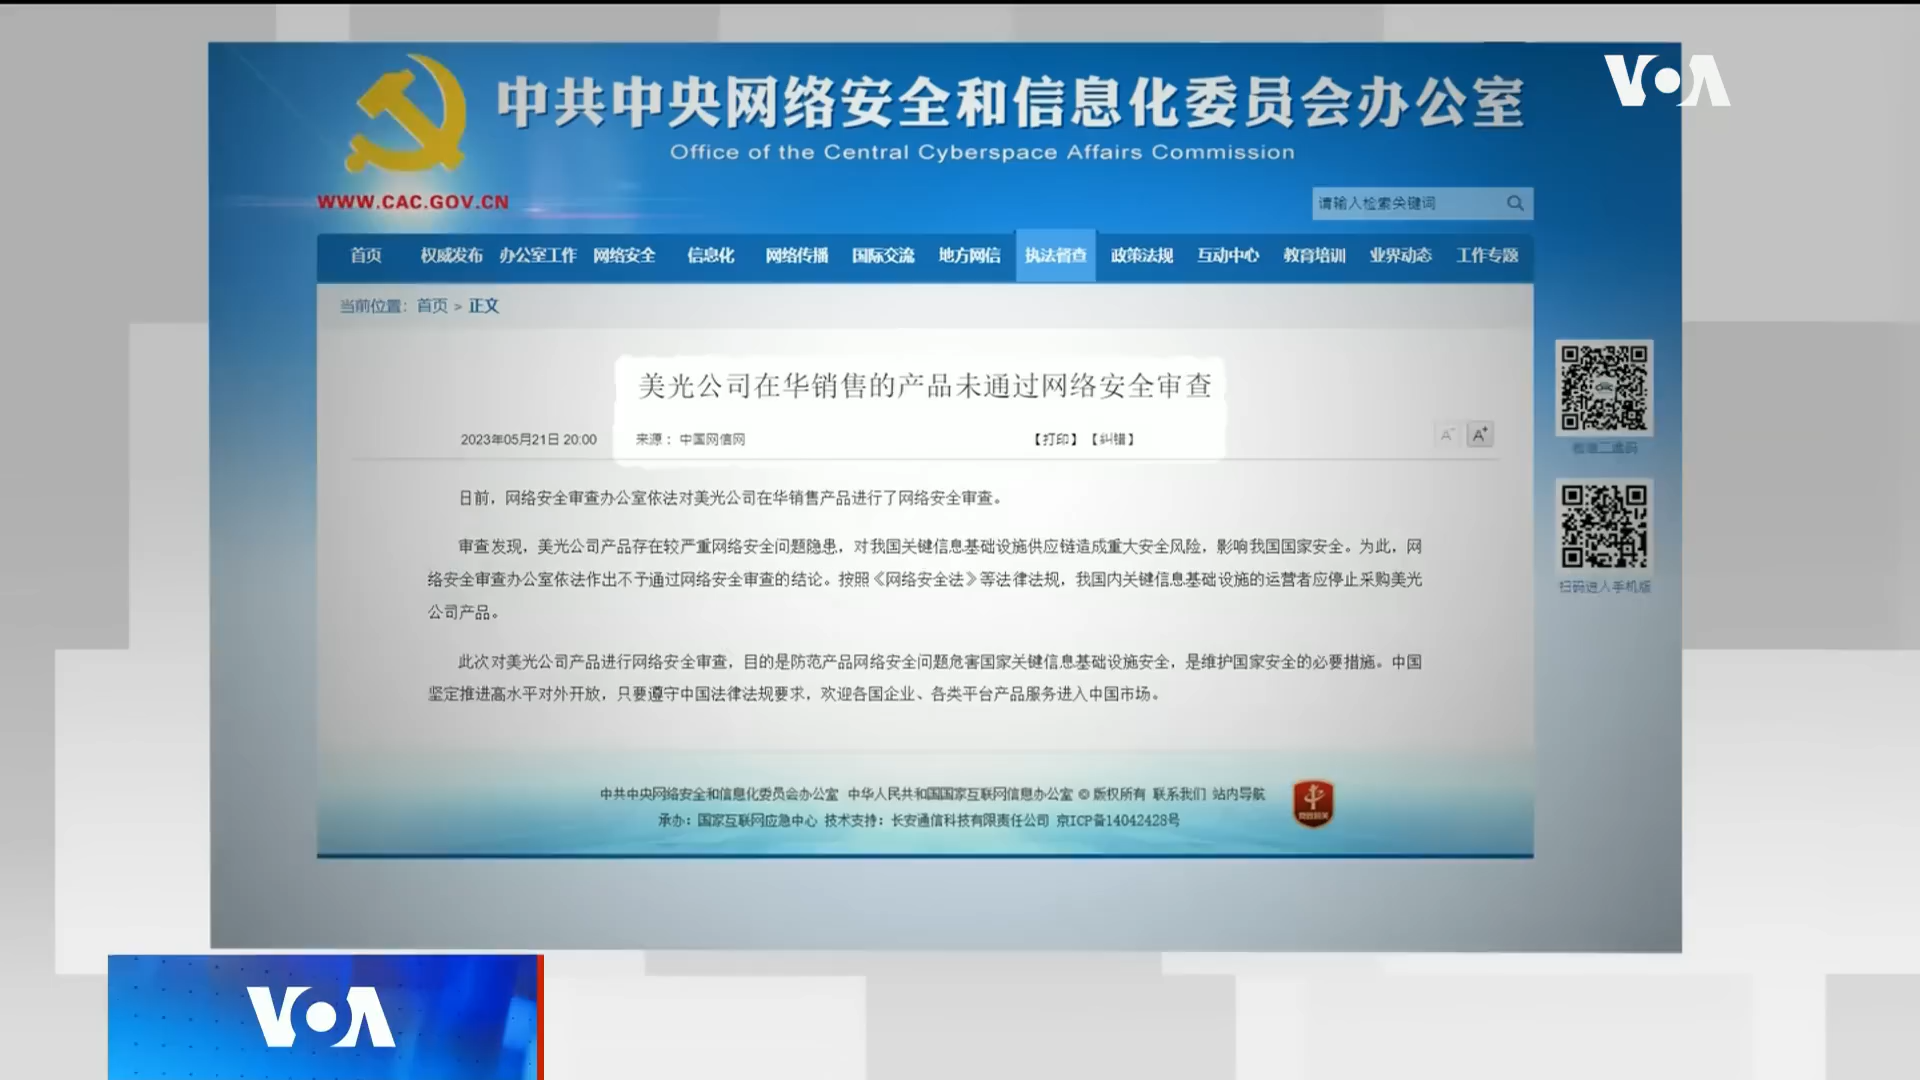 中共中央网络安全和信息化委员会办公室
VOA
Office of the Central Cyberspace Affairs Commission
WWW.CAC.GOV.CN
请输入检索关键词
首页 权威发布 办公室工作 网络安全 信息化 网络传播 国际交流 地方网信 执法督查 政策法规 互动中心 教育培训 业界动态 工作专题
当前位置: 首页 > 正文
美光公司在华销售的产品未通过网络安全审查
2023年05月21日 20:00 来源: 中国网信网 【打印】【纠错】
A- A+
日前，网络安全审查办公室依法对美光公司在华销售产品进行了网络安全审查。
审查发现，美光公司产品存在较严重网络安全问题隐患，对我国关键信息基础设施供应链造成重大安全风险，影响我国国家安全。为此，网
络安全审查办公室依法作出不予通过网络安全审查的结论。按照《网络安全法》等法律法规，我国内关键信息基础设施的运营者应停止采购美光
公司产品。
此次对美光公司产品进行网络安全审查，目的是防范产品网络安全问题危害国家关键信息基础设施安全，是维护国家安全的必要措施。中国
坚定推进高水平对外开放，只要遵守中国法律法规要求，欢迎各国企业、各类平台产品服务进入中国市场。
扫码进入手机版
中共中央网络安全和信息化委员会办公室 中华人民共和国国家互联网信息办公室 © 版权所有 联系我们 站内导航
承办：国家互联网应急中心 技术支持：长安通信科技有限责任公司 京ICP备14042428号
VOA